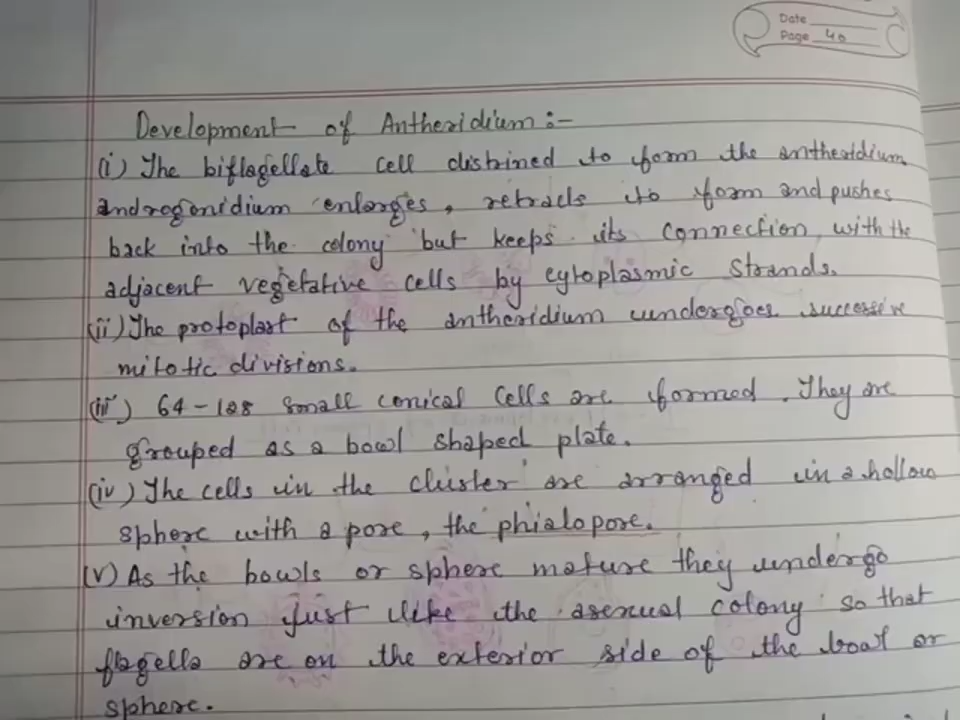 Date
Page 40
Development of Antheridium :-
(i) The biflagellate cell distrined to form the antheridium
androgonidium enlarges, retracts its form and pushes
back into the colony but keeps its connection with the
adjacent vegetative cells by cytoplasmic strands.
(ii) The protoplast of the antheridium undergoes successive
mitotic divisions.
(iii) 64-128 small conical cells are formed. They are
grouped as a bowl shaped plate.
(iv) The cells in the cluster are arranged in a hollow
sphere with a pore, the phialopore.
(v) As the bowls or sphere mature they undergo
inversion just like the asexual colony so that
flagella are on the exterior side of the bowl or
sphere.